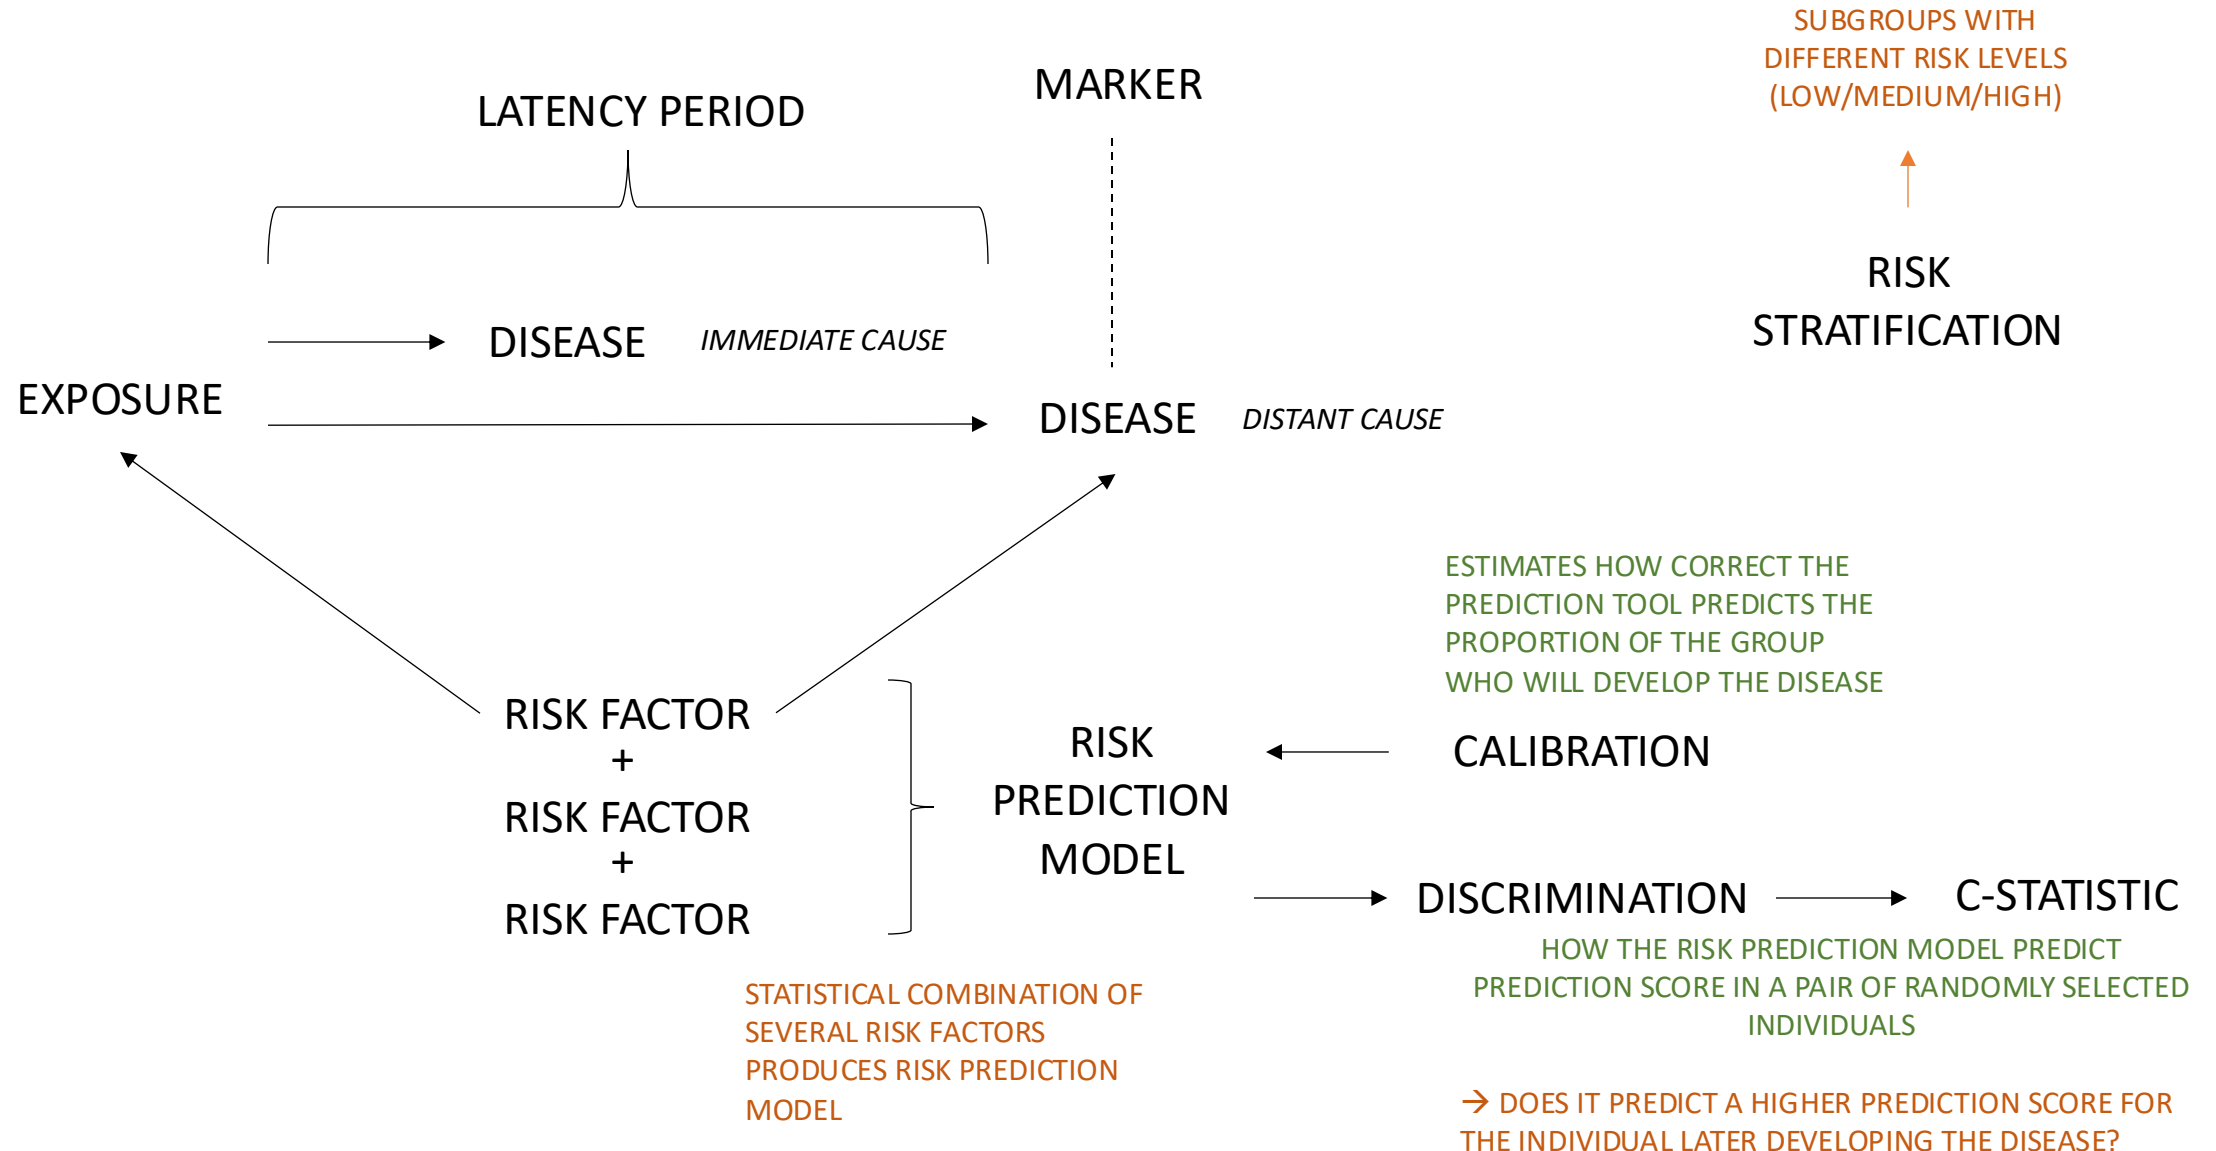 SUBGROUPS WITH
DIFFERENT RISK LEVELS
(LOW/MEDIUM/HIGH)
MARKER
LATENCY PERIOD
RISK
STRATIFICATION
DISEASE
IMMEDIATE CAUSE
EXPOSURE
DISEASE
DISTANT CAUSE
ESTIMATES HOW CORRECT THE
PREDICTION TOOL PREDICTS THE
PROPORTION OF THE GROUP
WHO WILL DEVELOP THE DISEASE
RISK FACTOR
+
RISK FACTOR
+
RISK FACTOR
RISK
PREDICTION
MODEL
CALIBRATION
DISCRIMINATION
C-STATISTIC
HOW THE RISK PREDICTION MODEL PREDICT
PREDICTION SCORE IN A PAIR OF RANDOMLY SELECTED
INDIVIDUALS
STATISTICAL COMBINATION OF
SEVERAL RISK FACTORS
PRODUCES RISK PREDICTION
MODEL
→ DOES IT PREDICT A HIGHER PREDICTION SCORE FOR
THE INDIVIDUAL LATER DEVELOPING THE DISEASE?